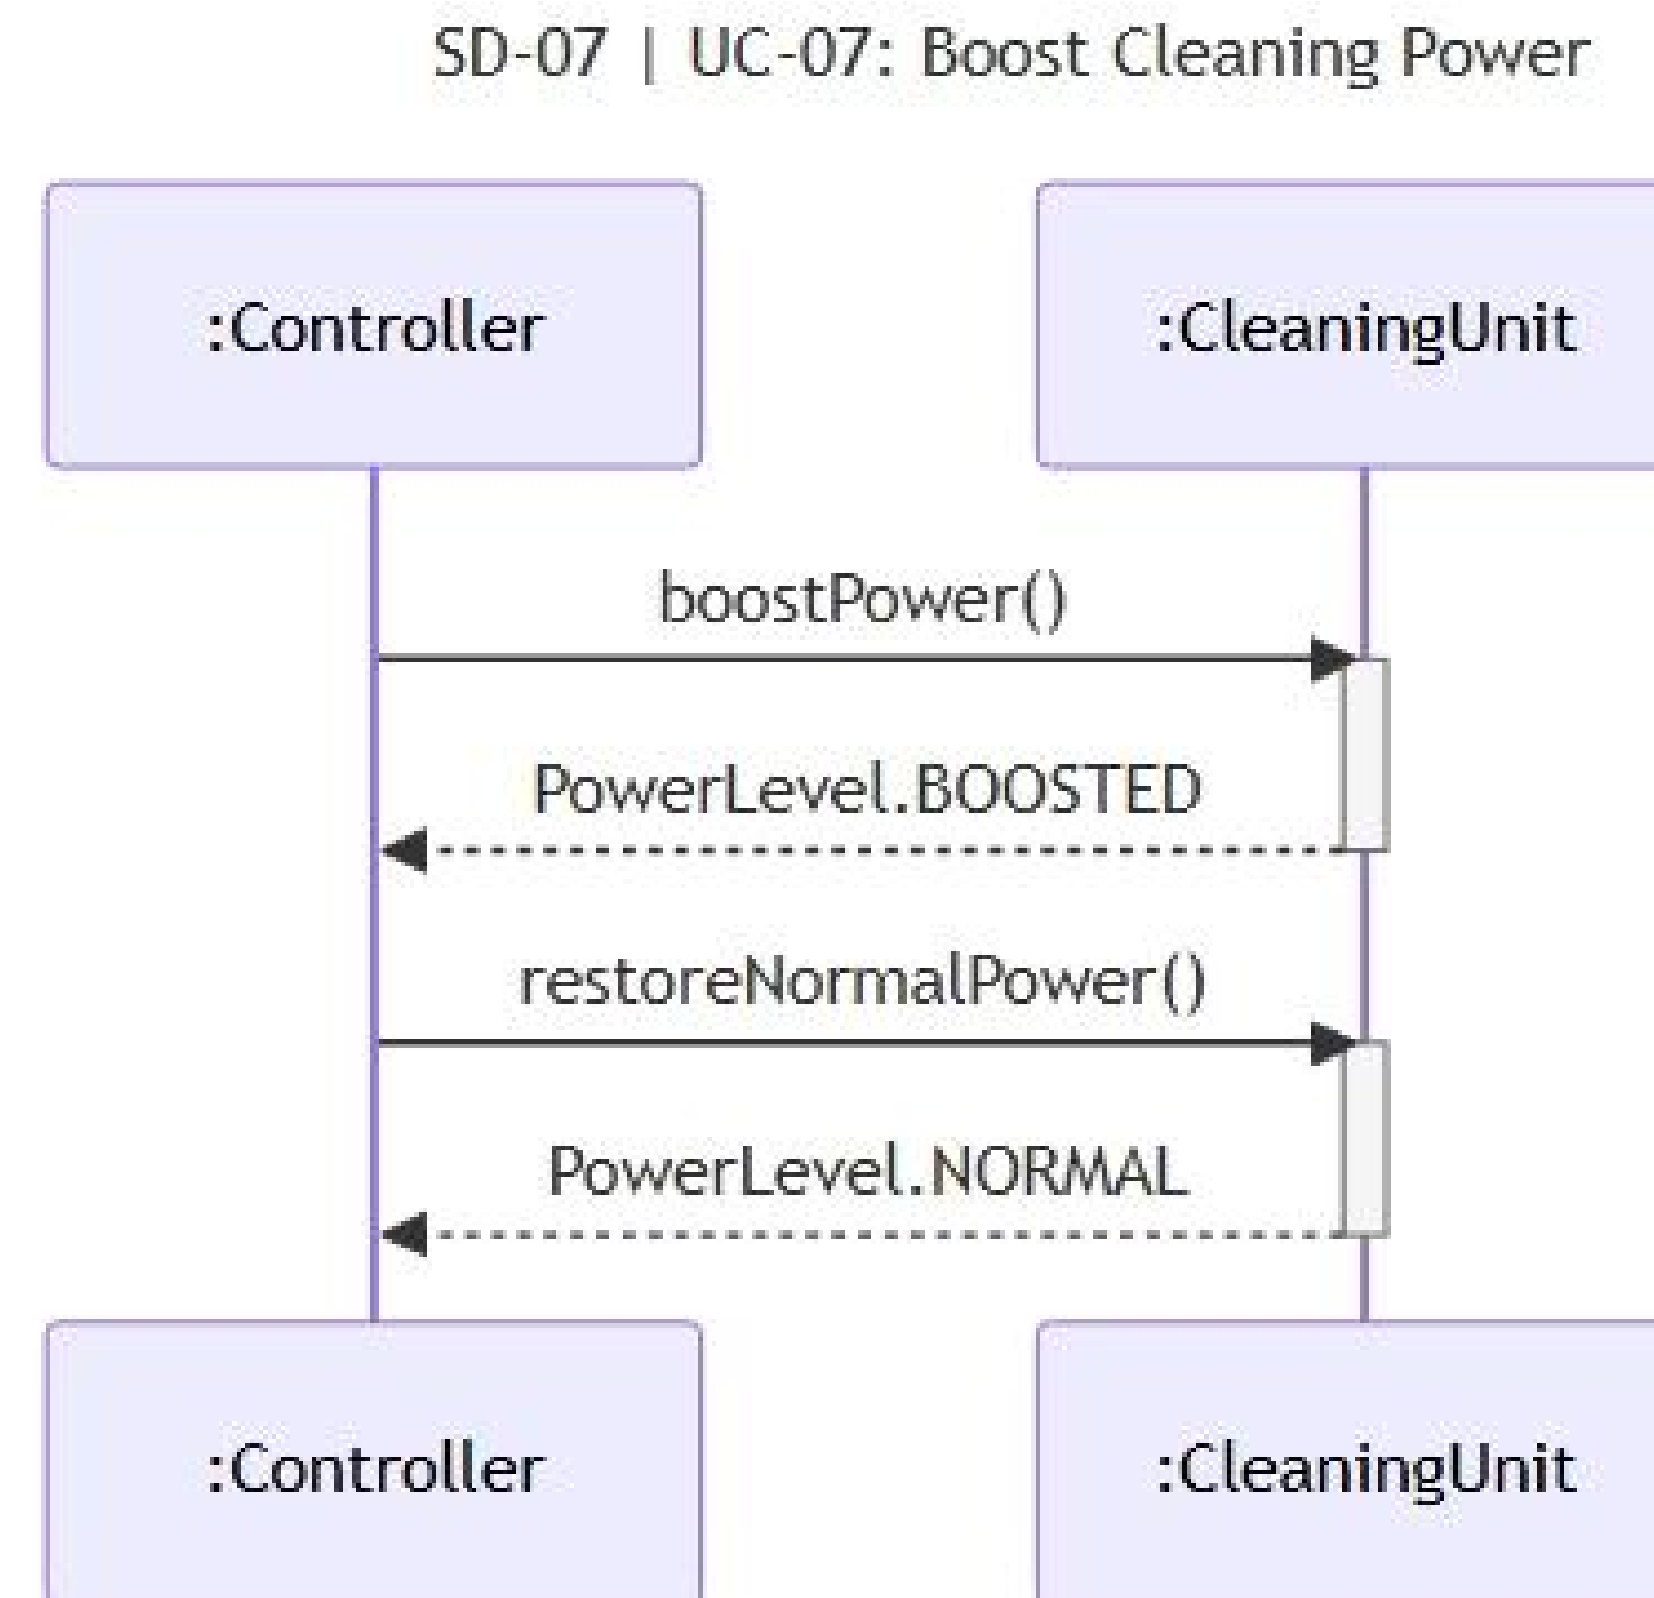 SD-07 | UC-07: Boost Cleaning Power
:Controller
:CleaningUnit
boostPower()
PowerLevel.BOOSTED
restoreNormalPower()
PowerLevel.NORMAL
:Controller
:CleaningUnit